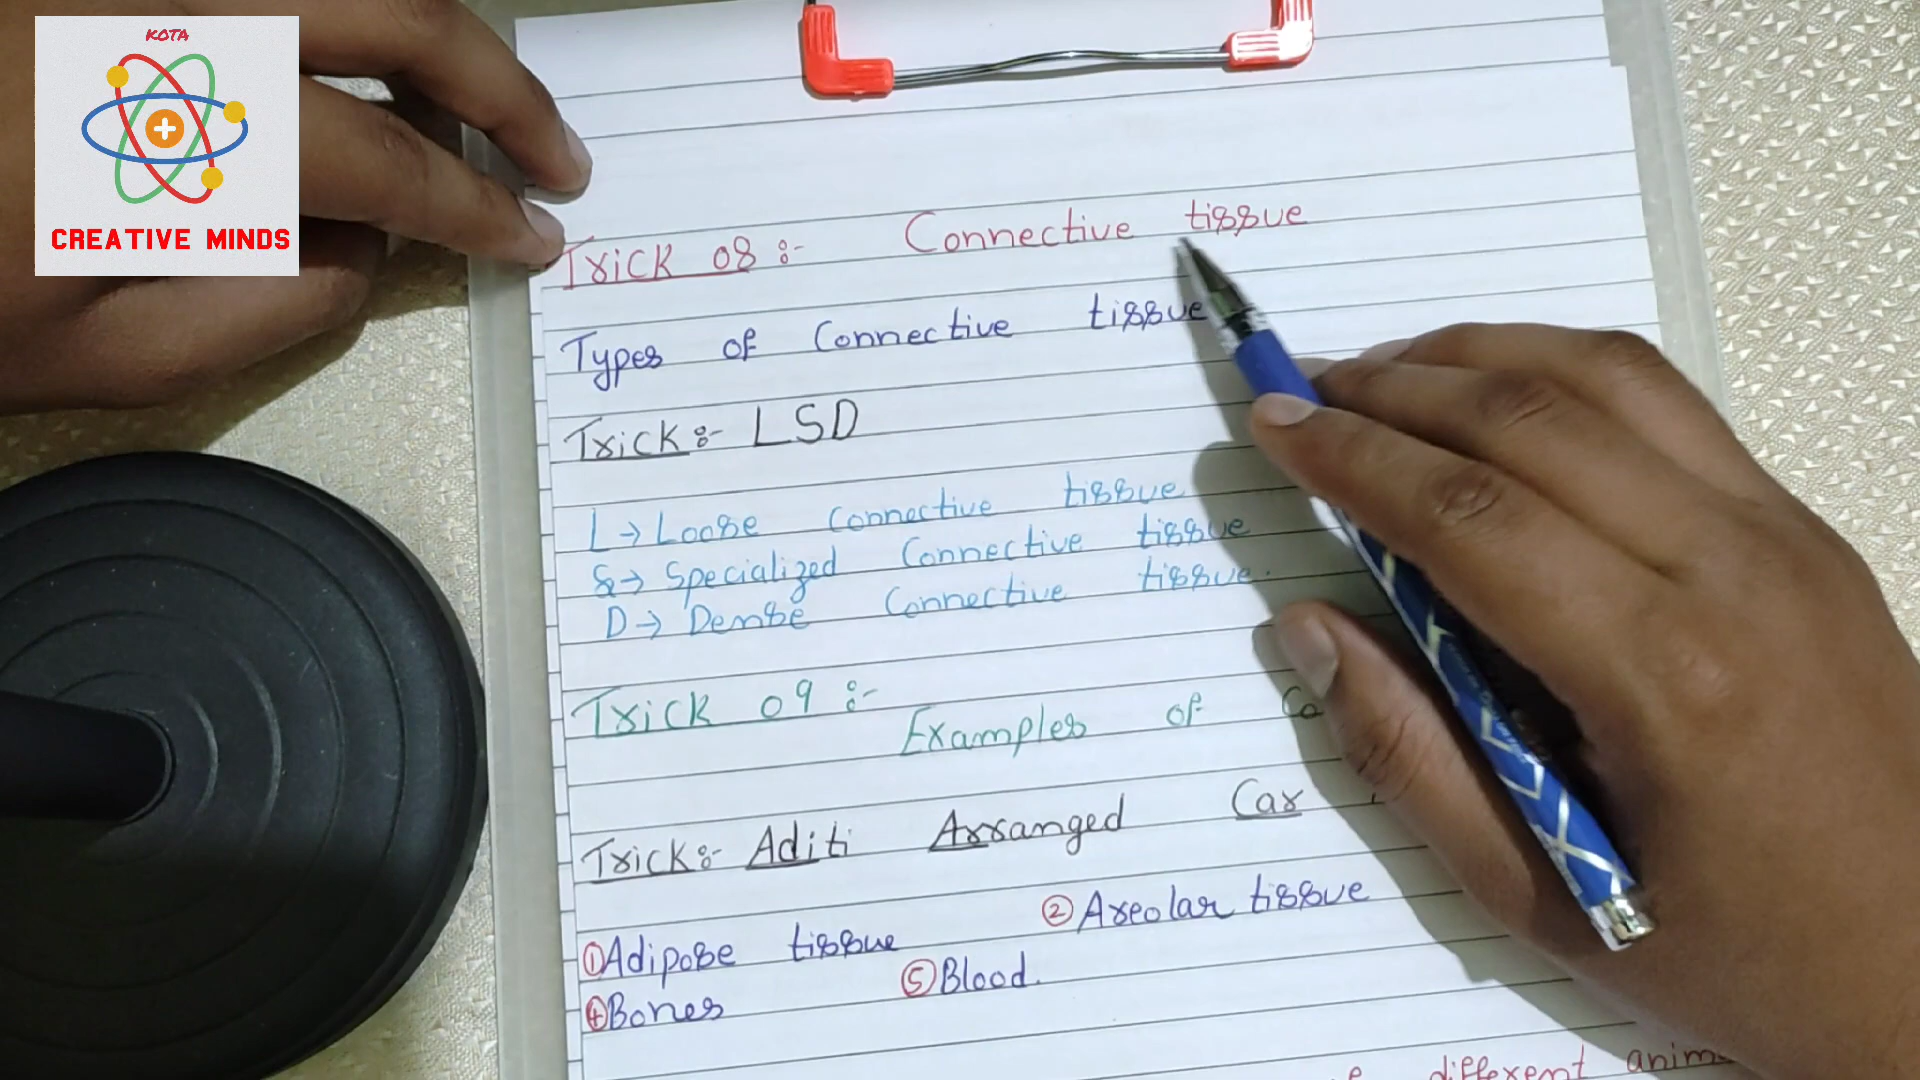 KOTA
CREATIVE MINDS
Trick 08 :- Connective tissue
Types of Connective tissue
Trick:- LSD
L → Loose Connective tissue
S → Specialized Connective tissue
D → Dense Connective tissue.
Trick 09 :-
Examples of Co
Trick:- Aditi Arranged Car
① Adipose tissue ② Areolar tissue
④ Bones ⑤ Blood.
different anim